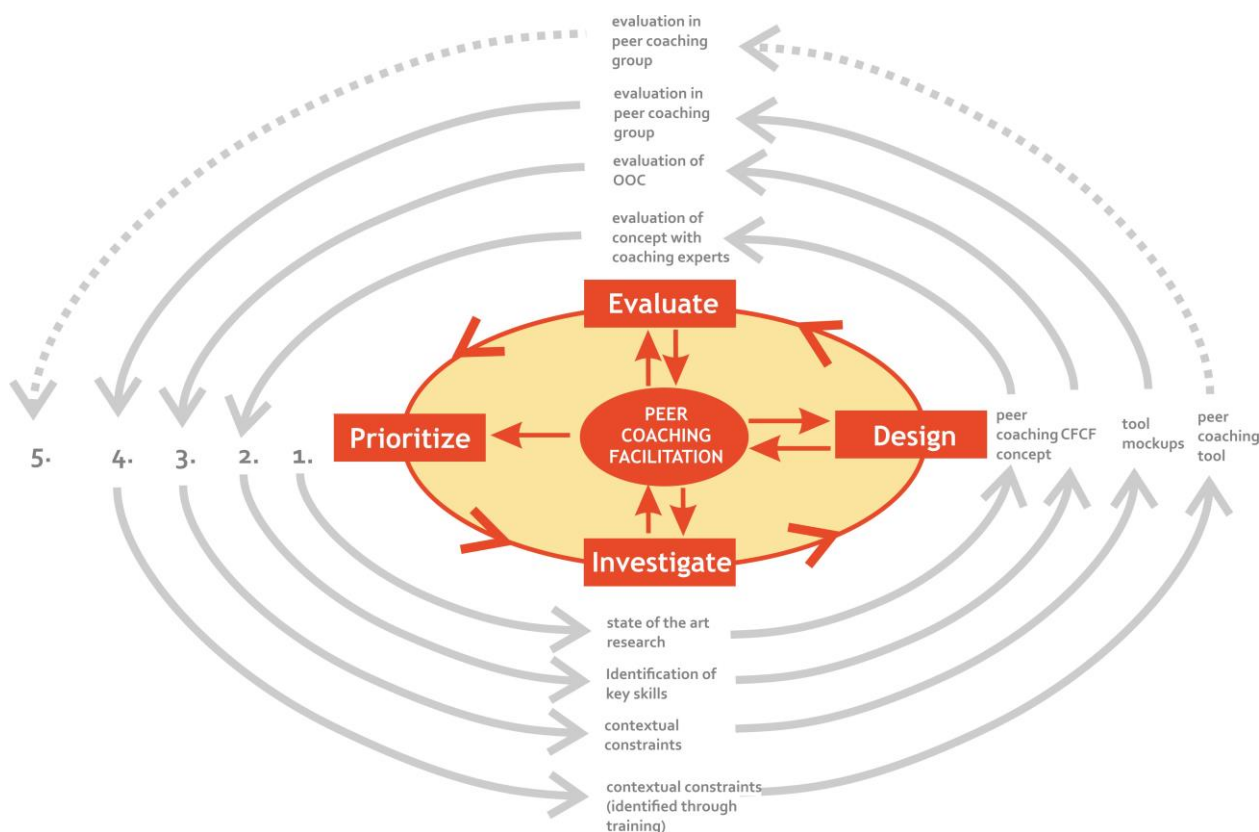 evaluation in
peer coaching
group
evaluation in
peer coaching
group
evaluation of
OOC
evaluation of
concept with
coaching experts
Evaluate
Prioritize
PEER
COACHING
FACILITATION
Design
Investigate
5.
4.
3.
2.
1.
peer
coaching
concept
CFCF
tool
mockups
peer
coaching
tool
state of the art
research
Identification of
key skills
contextual
constraints
contextual constraints
(identified through
training)